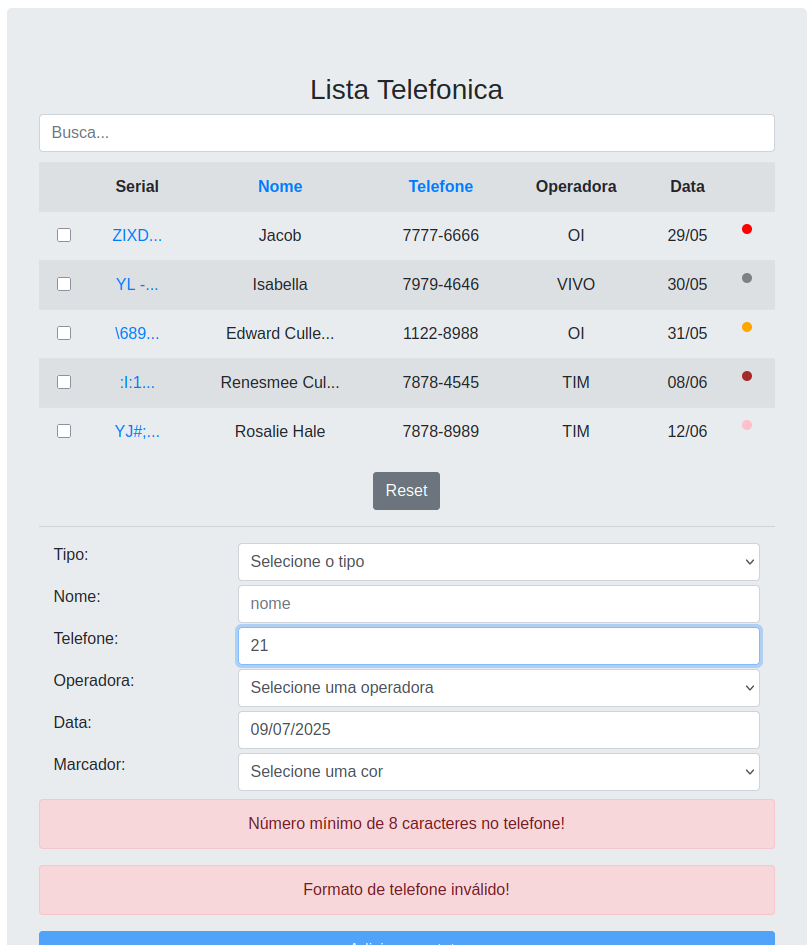 Lista Telefonica
Busca...
Serial Nome Telefone Operadora Data
ZIXD... Jacob 7777-6666 OI 29/05
YL -... Isabella 7979-4646 VIVO 30/05
\689... Edward Culle... 1122-8988 OI 31/05
:I:1... Renesmee Cul... 7878-4545 TIM 08/06
YJ#;... Rosalie Hale 7878-8989 TIM 12/06
Reset
Tipo: Selecione o tipo
Nome: nome
Telefone: 21
Operadora: Selecione uma operadora
Data: 09/07/2025
Marcador: Selecione uma cor
Número mínimo de 8 caracteres no telefone!
Formato de telefone inválido!